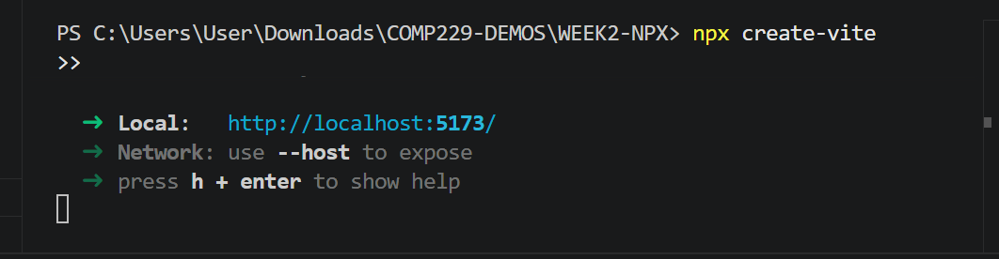 PS C:\Users\User\Downloads\COMP229-DEMOS\WEEK2-NPX> npx create-vite
>>
➜ Local: http://localhost:5173/
➜ Network: use --host to expose
➜ press h + enter to show help